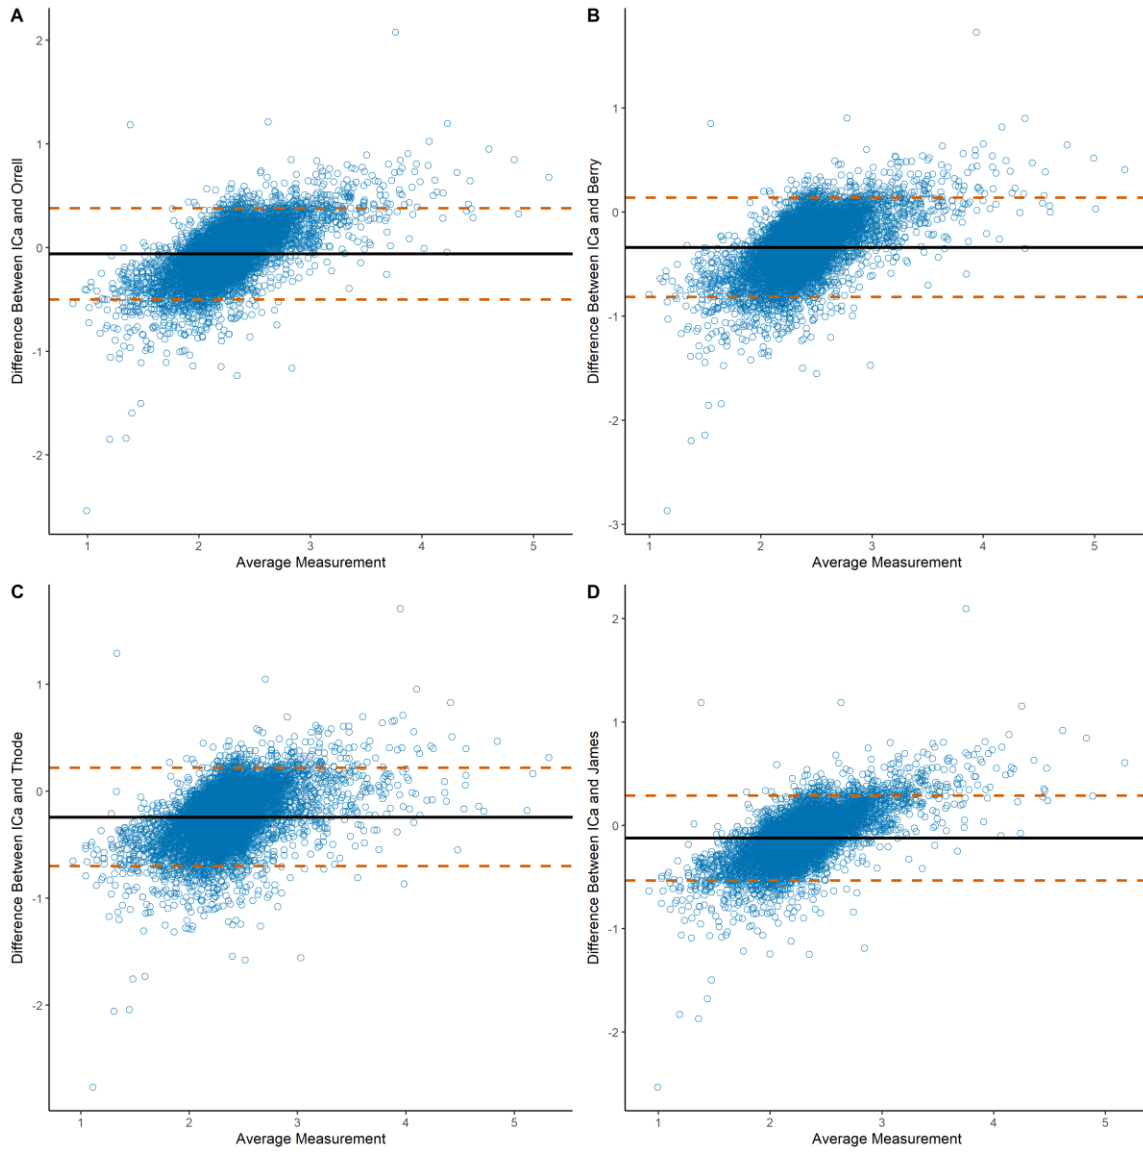 A
Difference Between ICa and Orrell
2
1
0
-1
-2
1 2 3 4 5
Average Measurement
B
Difference Between ICa and Berry
1
0
-1
-2
-3
1 2 3 4 5
Average Measurement
C
Difference Between ICa and Thode
1
0
-1
-2
1 2 3 4 5
Average Measurement
D
Difference Between ICa and James
2
1
0
-1
-2
1 2 3 4 5
Average Measurement